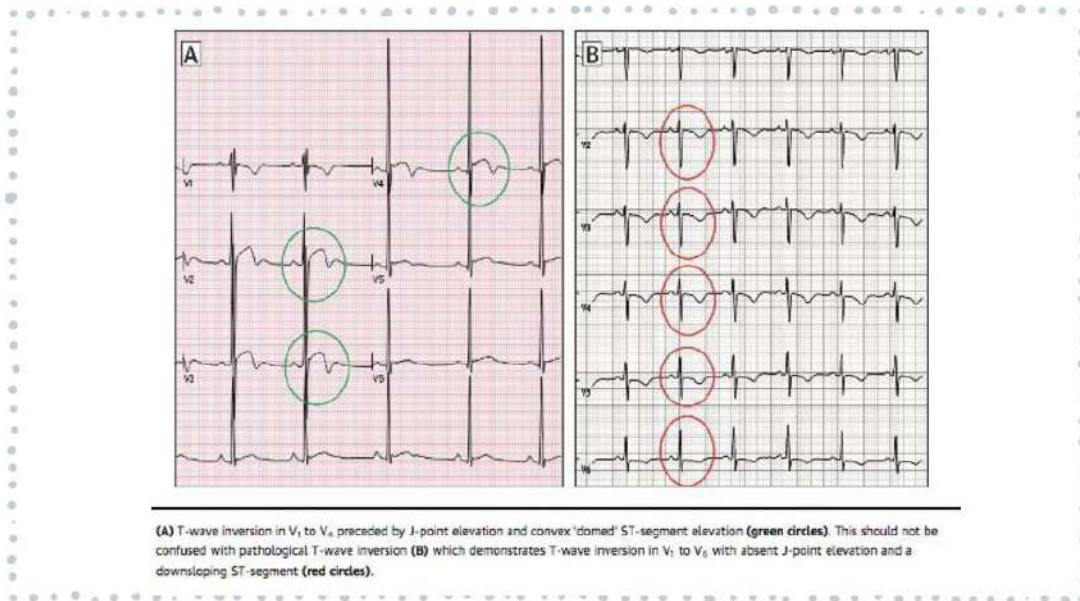 A
B
V1
V4
V2
V2
V5
V3
V3
V6
V4
V5
V6
(A) T-wave inversion in V₁ to V₄ preceded by J-point elevation and convex 'domed' ST-segment elevation (green circles). This should not be
confused with pathological T-wave inversion (B) which demonstrates T-wave inversion in V₁ to V₆ with absent J-point elevation and a
downsloping ST-segment (red circles).